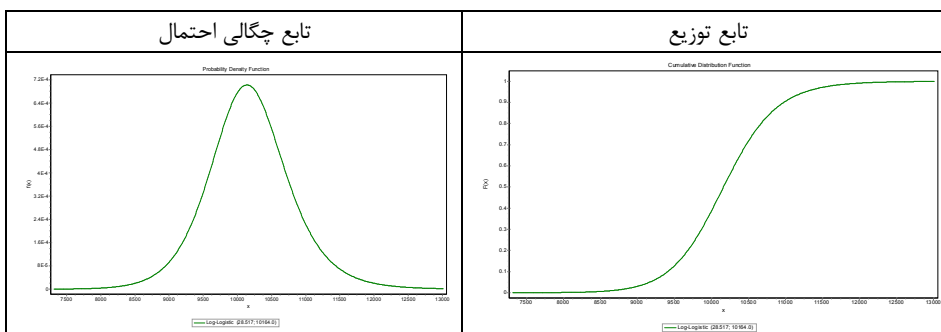 تابع چگالی احتمال
تابع توزیع
Probability Density Function
7.2E-4
6.4E-4
5.6E-4
4.8E-4
4E-4
3.2E-4
2.4E-4
1.6E-4
8E-5
0
f(x)
7500 8000 8500 9000 9500 10000 10500 11000 11500 12000 12500 13000
x
Log-Logistic (28.517; 10164.0)
Cumulative Distribution Function
1
0.9
0.8
0.7
0.6
0.5
0.4
0.3
0.2
0.1
0
F(x)
7500 8000 8500 9000 9500 10000 10500 11000 11500 12000 12500 13000
x
Log-Logistic (28.517; 10164.0)